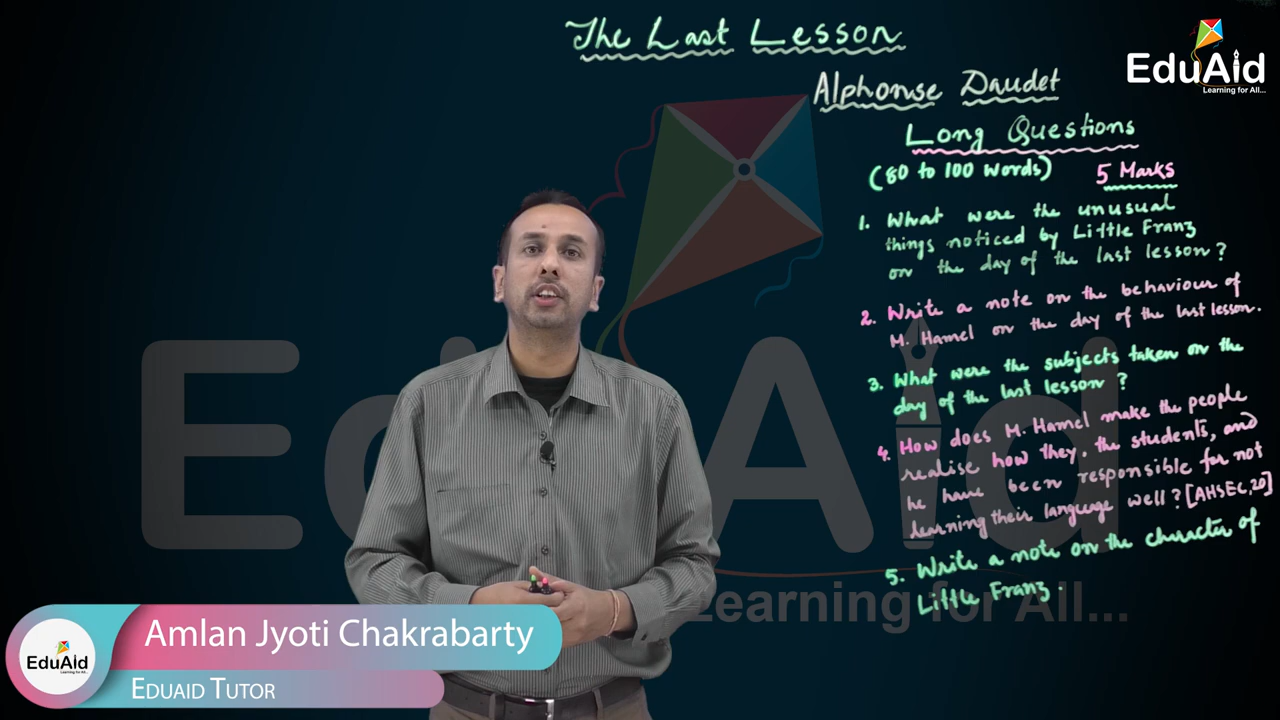 The Last Lesson
Alphonse Daudet
EduAid
Learning for All...
Long Questions
(80 to 100 words) 5 Marks
1. What were the unusual
things noticed by Little Franz
on the day of the last lesson?
2. Write a note on the behaviour of
M. Hamel on the day of the last lesson.
3. What were the subjects taken on the
day of the last lesson?
4. How does M. Hamel make the people
realise how they, the students, and
he have been responsible for not
learning their language well? [AHSEC, 20]
5. Write a note on the character of
Little Franz.
EduAid
Learning for All...
Amlan Jyoti Chakrabarty
EduAid Tutor
EduAid
Learning for All...